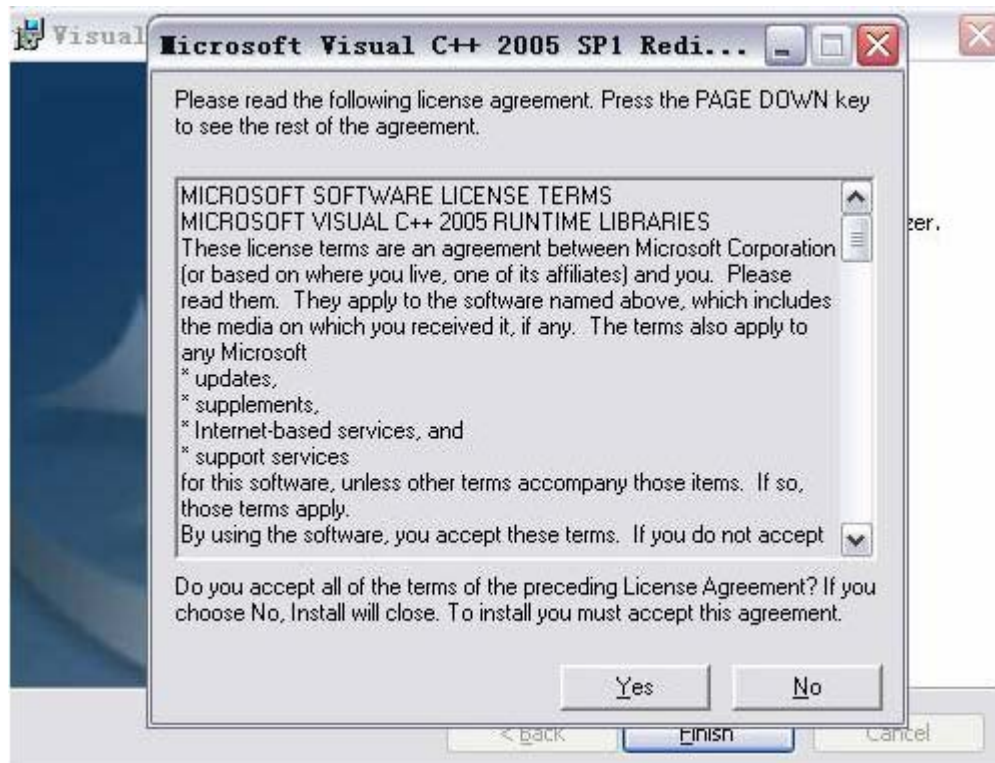 Visual
Microsoft Visual C++ 2005 SP1 Redi...
Please read the following license agreement. Press the PAGE DOWN key
to see the rest of the agreement.
MICROSOFT SOFTWARE LICENSE TERMS
MICROSOFT VISUAL C++ 2005 RUNTIME LIBRARIES
These license terms are an agreement between Microsoft Corporation
(or based on where you live, one of its affiliates) and you.  Please
read them.  They apply to the software named above, which includes
the media on which you received it, if any.  The terms also apply to
any Microsoft
* updates,
* supplements,
* Internet-based services, and
* support services
for this software, unless other terms accompany those items.  If so,
those terms apply.
By using the software, you accept these terms.  If you do not accept
zer.
Do you accept all of the terms of the preceding License Agreement? If you
choose No, Install will close. To install you must accept this agreement.
Yes No
< Back Finish Cancel